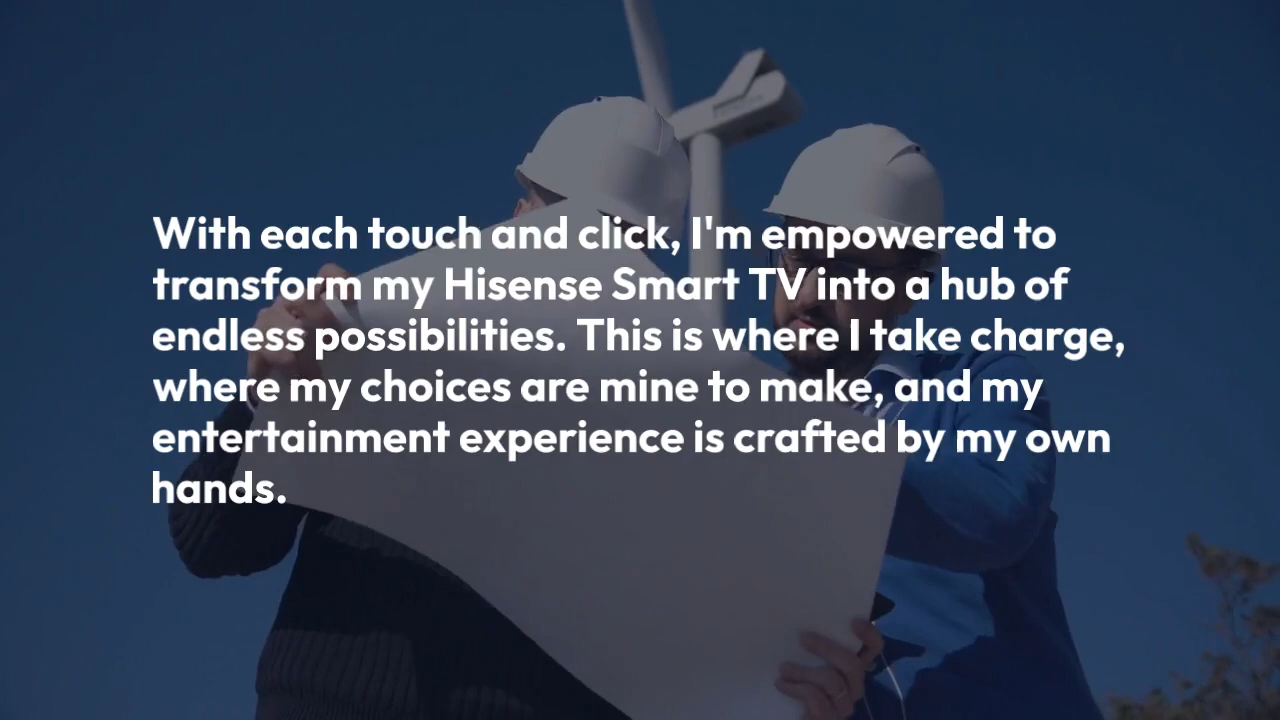 With each touch and click, I'm empowered to
transform my Hisense Smart TV into a hub of
endless possibilities. This is where I take charge,
where my choices are mine to make, and my
entertainment experience is crafted by my own
hands.